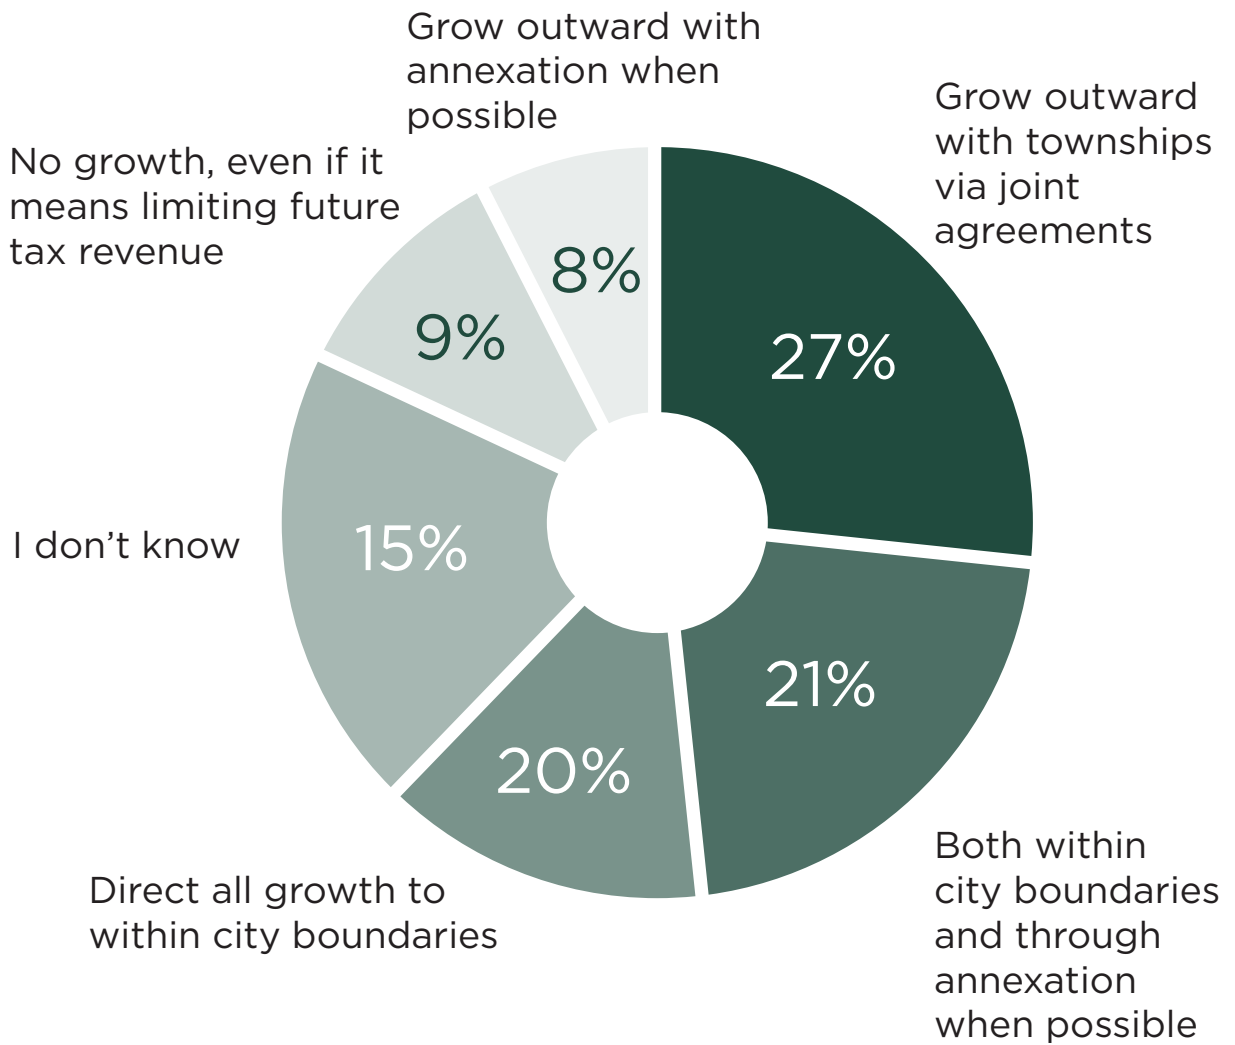 Grow outward with
annexation when
possible
Grow outward
with townships
via joint
agreements
No growth, even if it
means limiting future
tax revenue
8%
9%
27%
I don’t know
15%
21%
20%
Direct all growth to
within city boundaries
Both within
city boundaries
and through
annexation
when possible